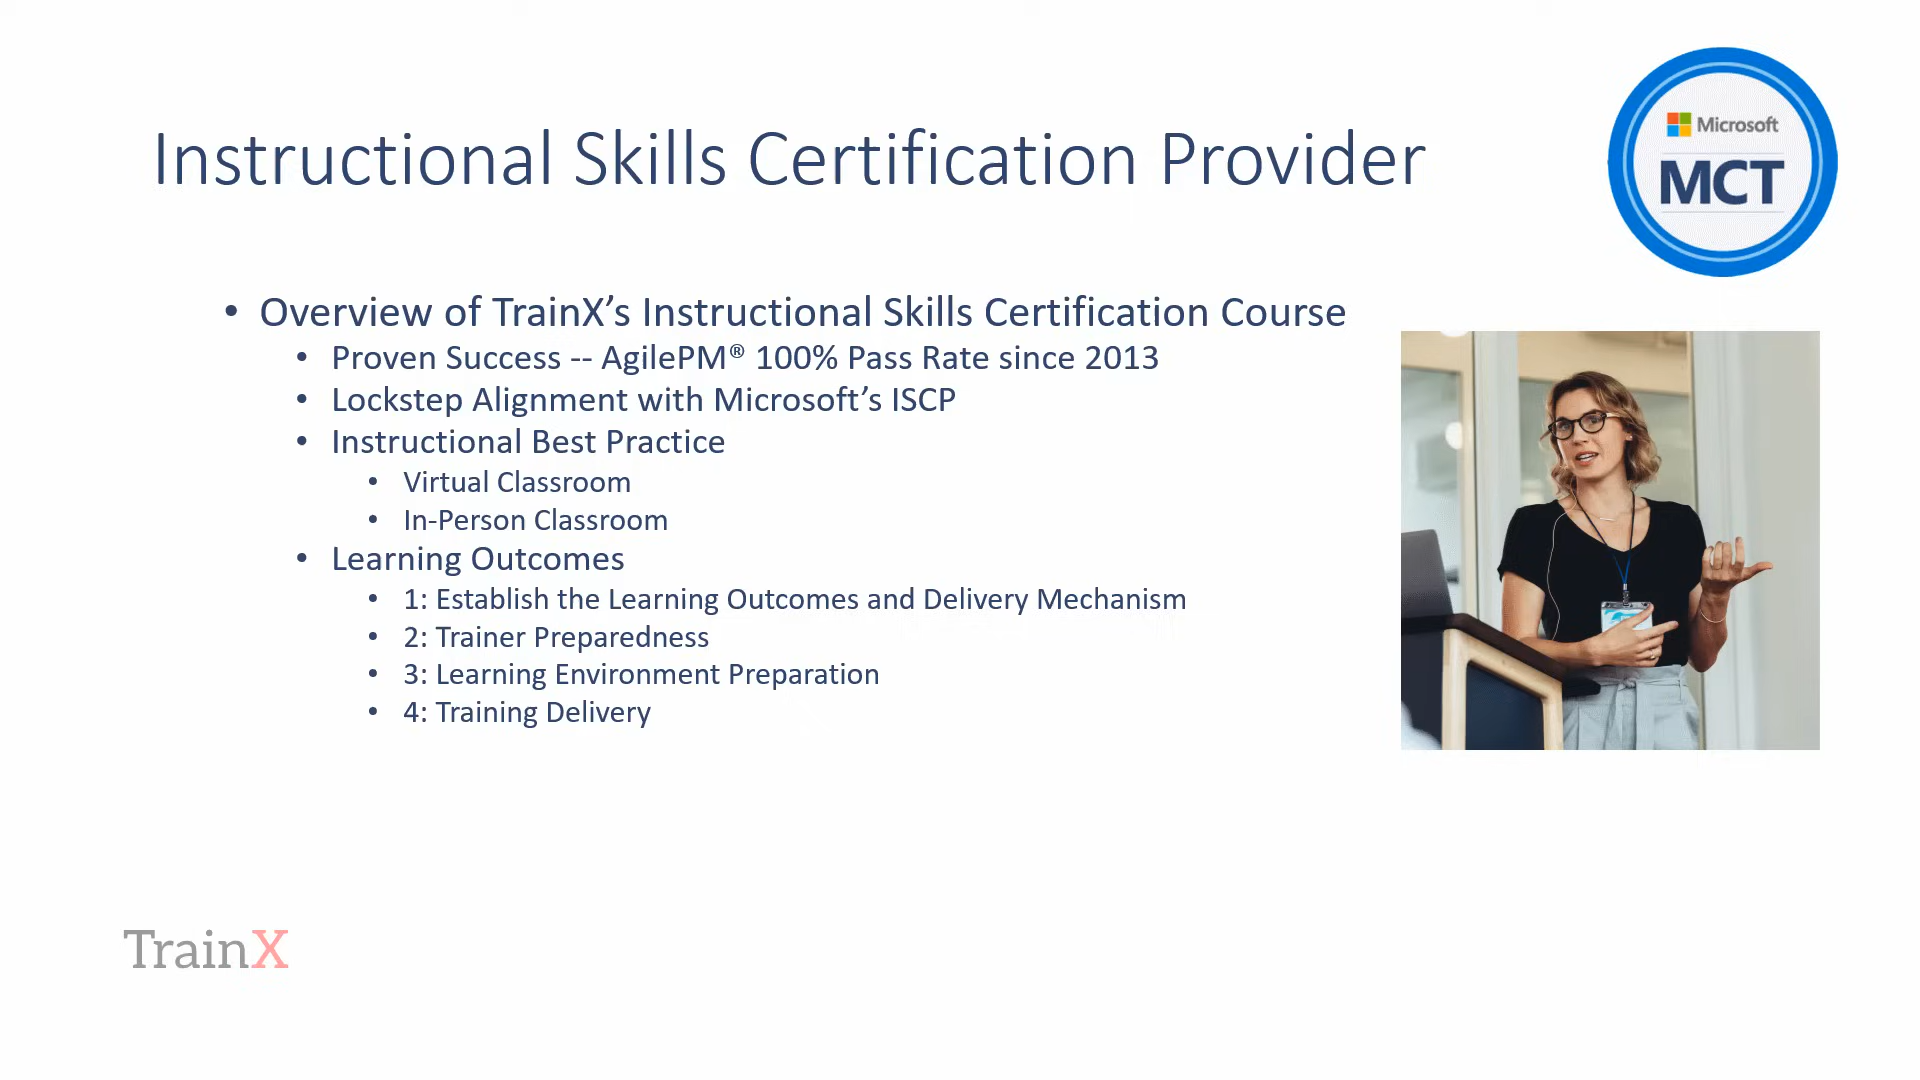 Instructional Skills Certification Provider
Microsoft
MCT
• Overview of TrainX’s Instructional Skills Certification Course
• Proven Success -- AgilePM® 100% Pass Rate since 2013
• Lockstep Alignment with Microsoft’s ISCP
• Instructional Best Practice
• Virtual Classroom
• In-Person Classroom
• Learning Outcomes
• 1: Establish the Learning Outcomes and Delivery Mechanism
• 2: Trainer Preparedness
• 3: Learning Environment Preparation
• 4: Training Delivery
TrainX